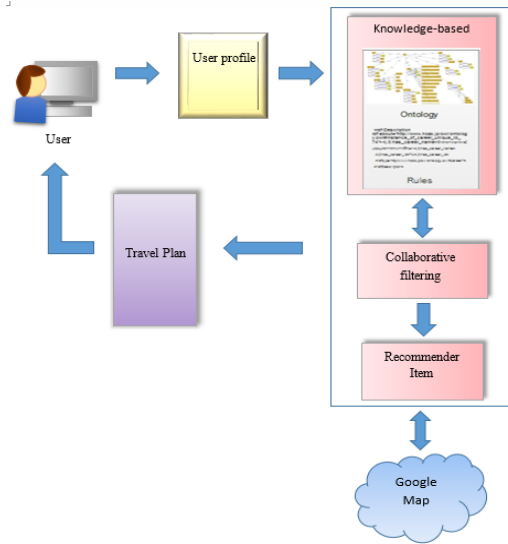 User profile
Knowledge-based
Ontology
Rules
User
Travel Plan
Collaborative
filtering
Recommender
Item
Google
Map